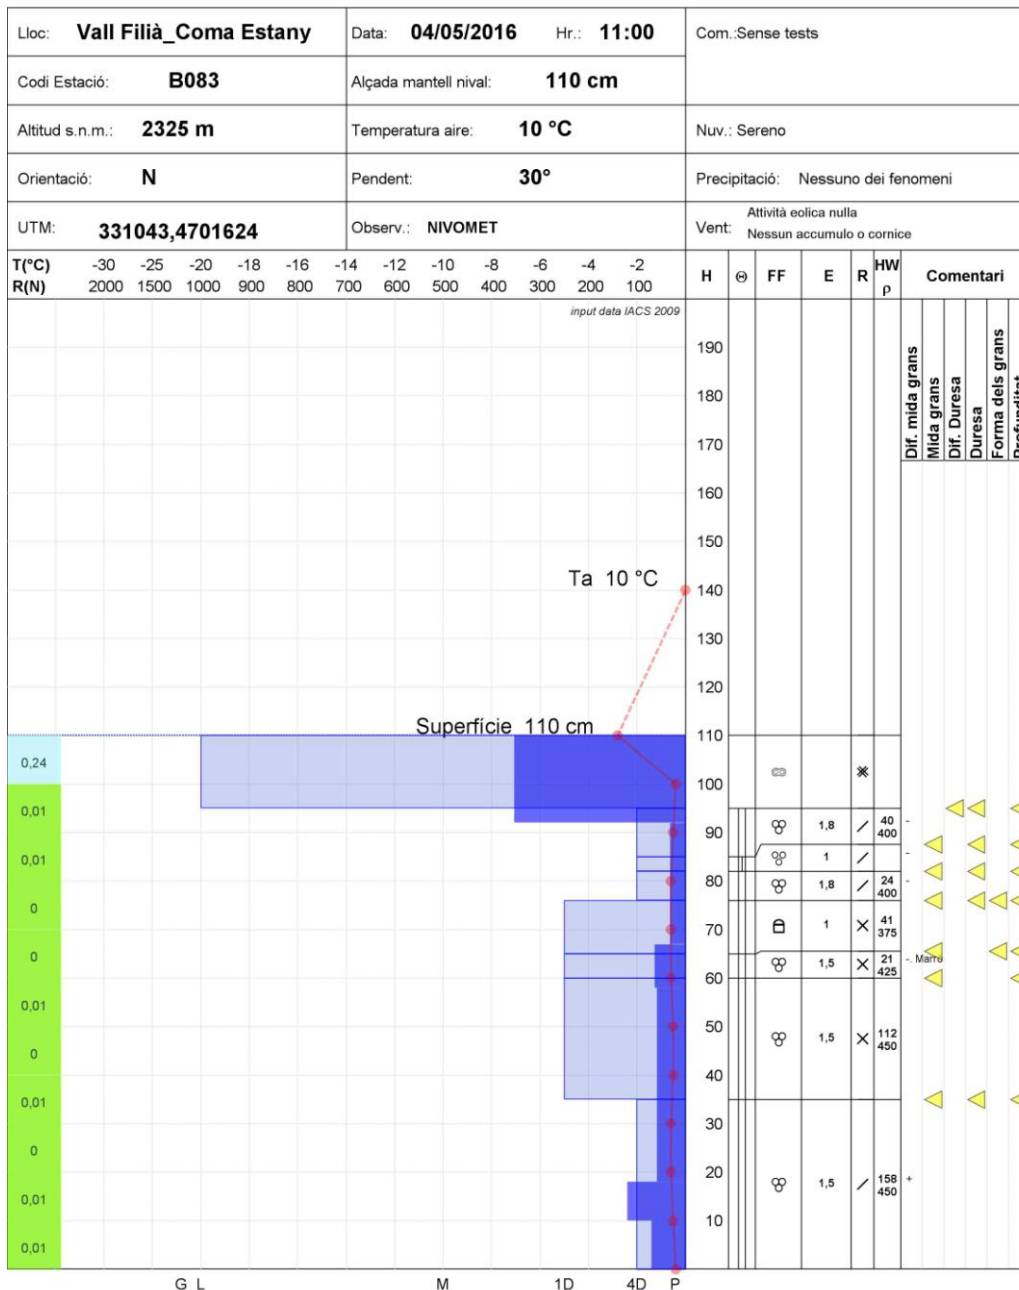 Lloc: Vall Filià_Coma Estany Data: 04/05/2016 Hr.: 11:00 Com.:Sense tests
Codi Estació: B083 Alçada mantell nival: 110 cm
Altitud s.n.m.: 2325 m Temperatura aire: 10 °C Nuv.: Sereno
Orientació: N Pendent: 30° Precipitació: Nessuno dei fenomeni
UTM: 331043,4701624 Observ.: NIVOMET Vent: Attività eolica nulla
Nessun accumulo o cornice
T(°C) -30 -25 -20 -18 -16 -14 -12 -10 -8 -6 -4 -2
R(N) 2000 1500 1000 900 800 700 600 500 400 300 200 100
H FF E R HW ρ Comentari
input data IACS 2009
Dif. mida grans
Mida grans
Dif. Duresa
Duresa
Forma dels grans
190
180
170
160
150
Ta 10 °C 140
130
120
Superfície 110 cm 110
0,24
100
0,01
1,8 40
400 -
90
0,01
1 -
1,8 24
400 -
80
0
1 41
375
70
0
1,5 21
425 -. Marró
60
0,01
50
1,5 112
450
0
40
0,01
30
0
20
1,5 158
450 +
0,01
10
0,01
G L M 1D 4D P